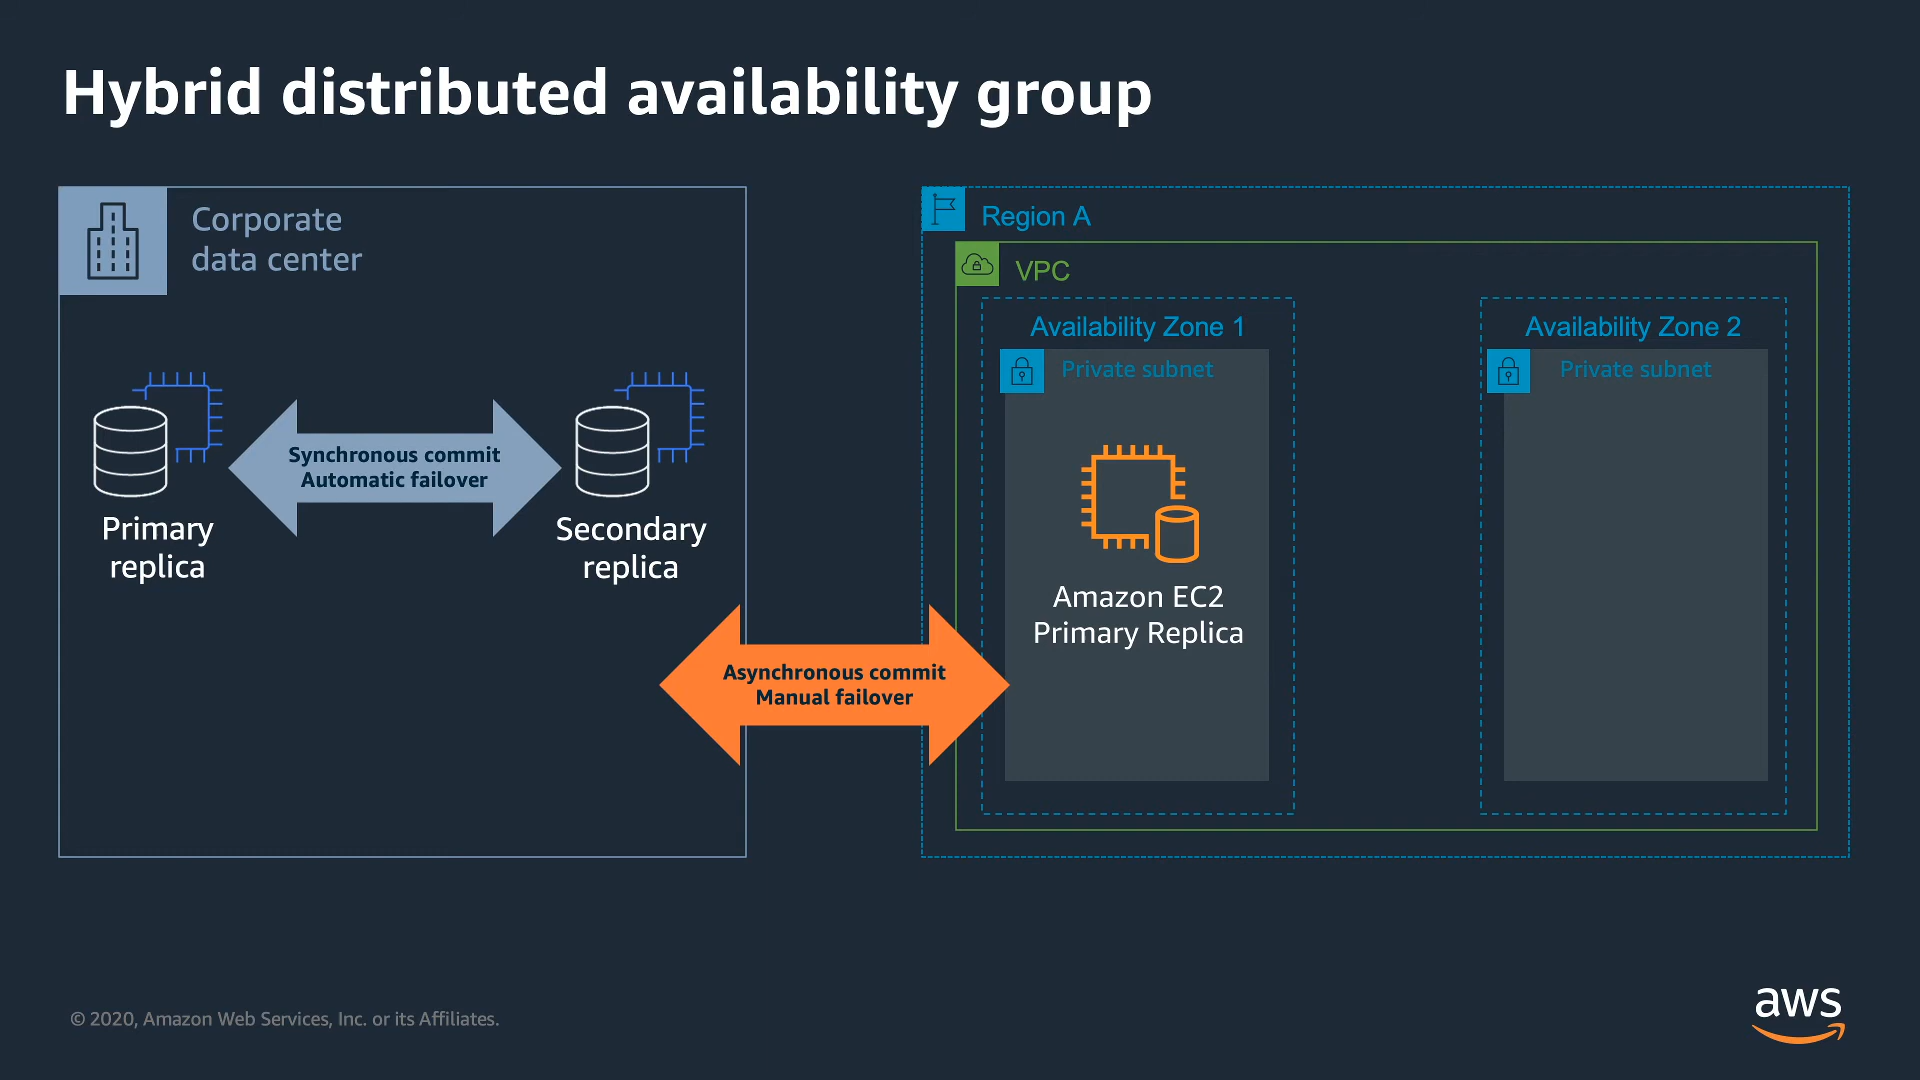 Hybrid distributed availability group
Corporate
data center
Synchronous commit
Automatic failover
Primary
replica
Secondary
replica
Asynchronous commit
Manual failover
Region A
VPC
Availability Zone 1
Private subnet
Amazon EC2
Primary Replica
Availability Zone 2
Private subnet
© 2020, Amazon Web Services, Inc. or its Affiliates.
aws